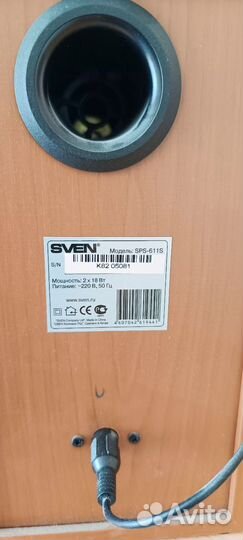 SVEN
Модель: SPS-611S
S/N K62 05081
Мощность: 2 x 18 Вт
Питание: ~220 В, 50 Гц
www.sven.ru
Avito